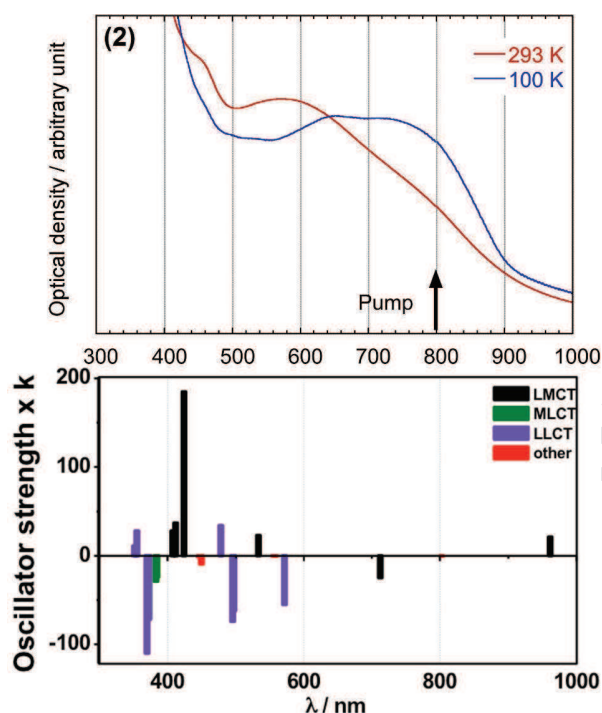 (2)
293 K
100 K
Optical density / arbitrary unit
Pump
300 400 500 600 700 800 900 1000
200
100
0
-100
Oscillator strength x k
LMCT
MLCT
LLCT
other
400 600 800 1000
λ / nm